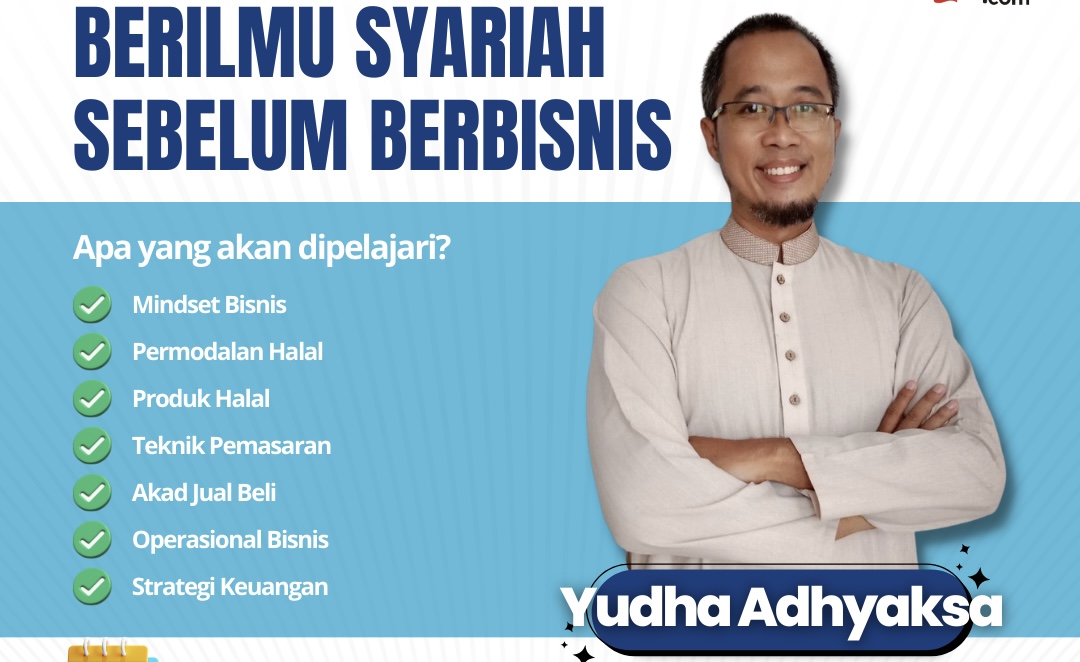 .com
BERILMU SYARIAH
SEBELUM BERBISNIS
Apa yang akan dipelajari?
Mindset Bisnis
Permodalan Halal
Produk Halal
Teknik Pemasaran
Akad Jual Beli
Operasional Bisnis
Strategi Keuangan
Yudha Adhyaksa